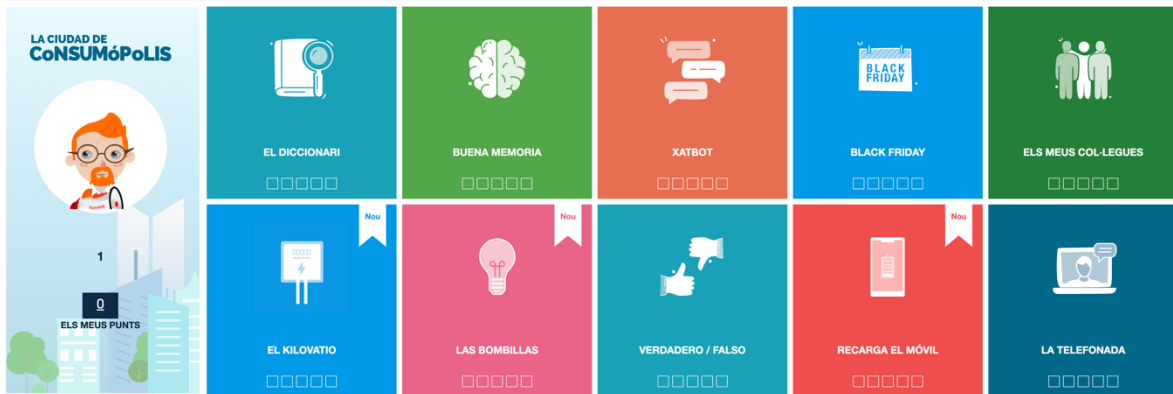 LA CIUDAD DE
CoNSUMóPoLIS
1
0
ELS MEUS PUNTS
EL DICCIONARI
BUENA MEMORIA
XATBOT
BLACK
FRIDAY
BLACK FRIDAY
ELS MEUS COL·LEGUES
Nou
EL KILOVATIO
Nou
LAS BOMBILLAS
VERDADERO / FALSO
Nou
RECARGA EL MÓVIL
LA TELEFONADA